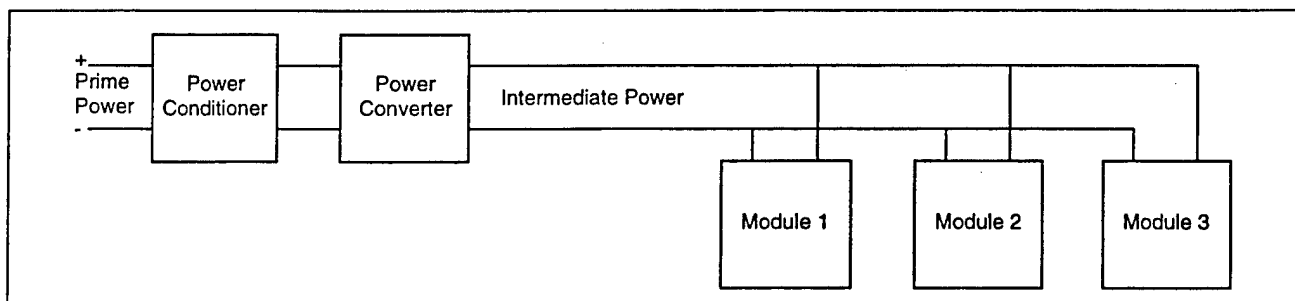 +
Prime
Power
-
Power
Conditioner
Power
Converter
Intermediate Power
Module 1
Module 2
Module 3